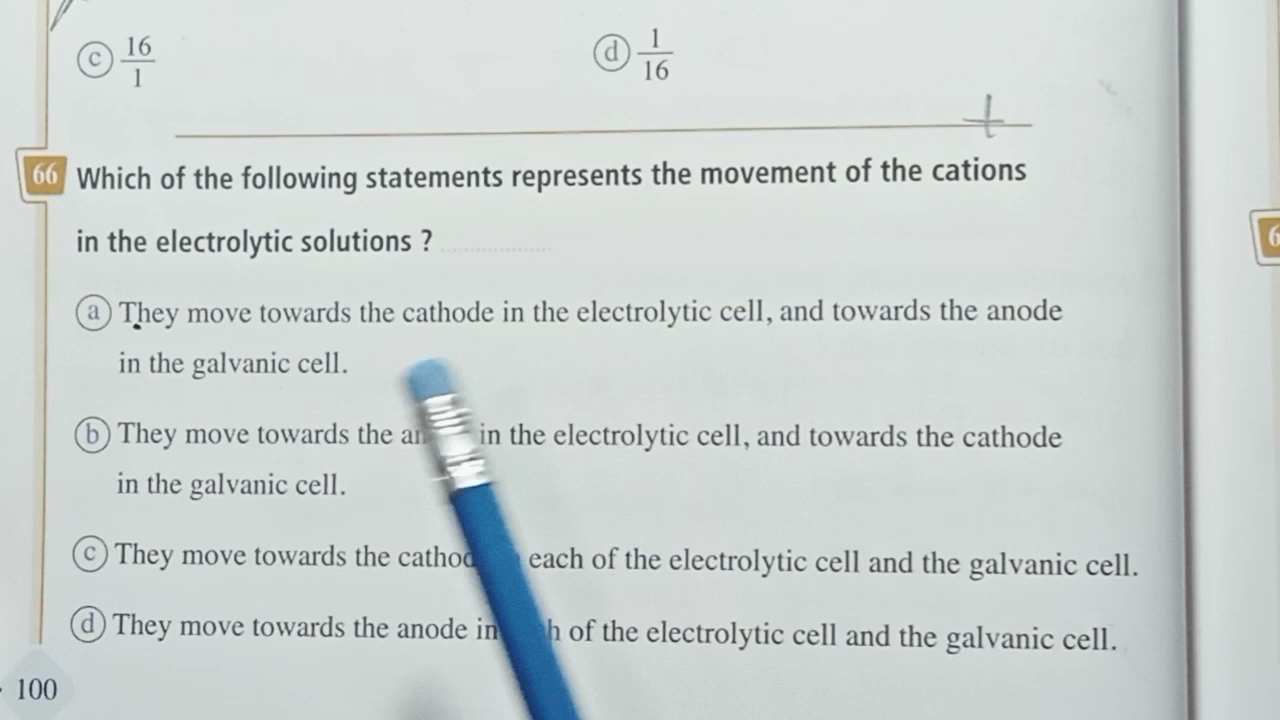 c 16/1 d 1/16
66 Which of the following statements represents the movement of the cations
in the electrolytic solutions ?
a They move towards the cathode in the electrolytic cell, and towards the anode
in the galvanic cell.
b They move towards the in the electrolytic cell, and towards the cathode
in the galvanic cell.
c They move towards the each of the electrolytic cell and the galvanic cell.
d They move towards the anode in of the electrolytic cell and the galvanic cell.
100